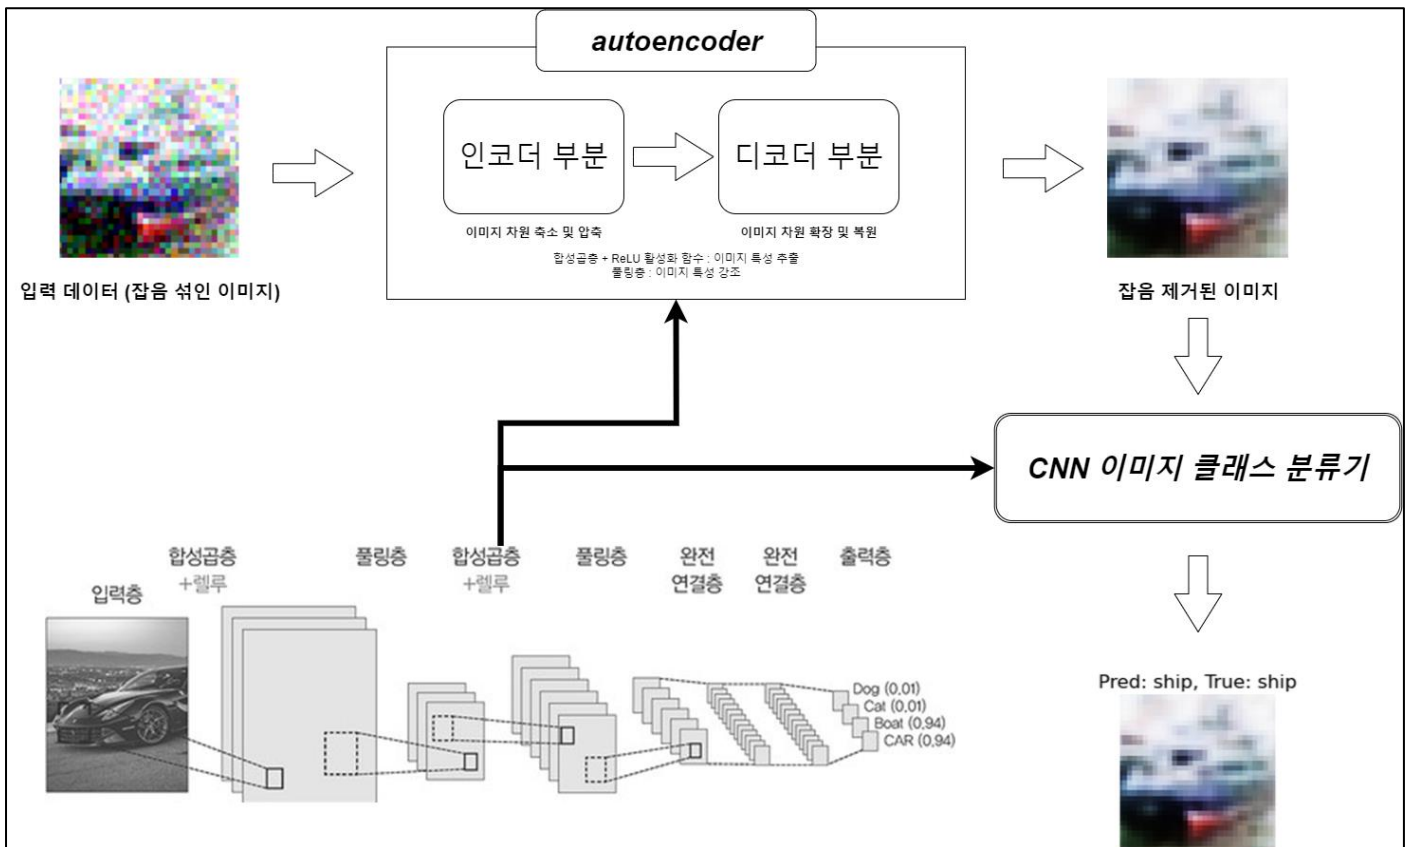 autoencoder
인코더 부분
디코더 부분
이미지 차원 축소 및 압축
이미지 차원 확장 및 복원
합성곱층 + ReLU 활성화 함수 : 이미지 특성 추출
풀링층 : 이미지 특성 강조
입력 데이터 (잡음 섞인 이미지)
잡음 제거된 이미지
CNN 이미지 클래스 분류기
입력층
합성곱층
+렐루
풀링층
합성곱층
+렐루
풀링층
완전
연결층
완전
연결층
출력층
Dog (0.01)
Cat (0.01)
Boat (0.94)
CAR (0.94)
Pred: ship, True: ship